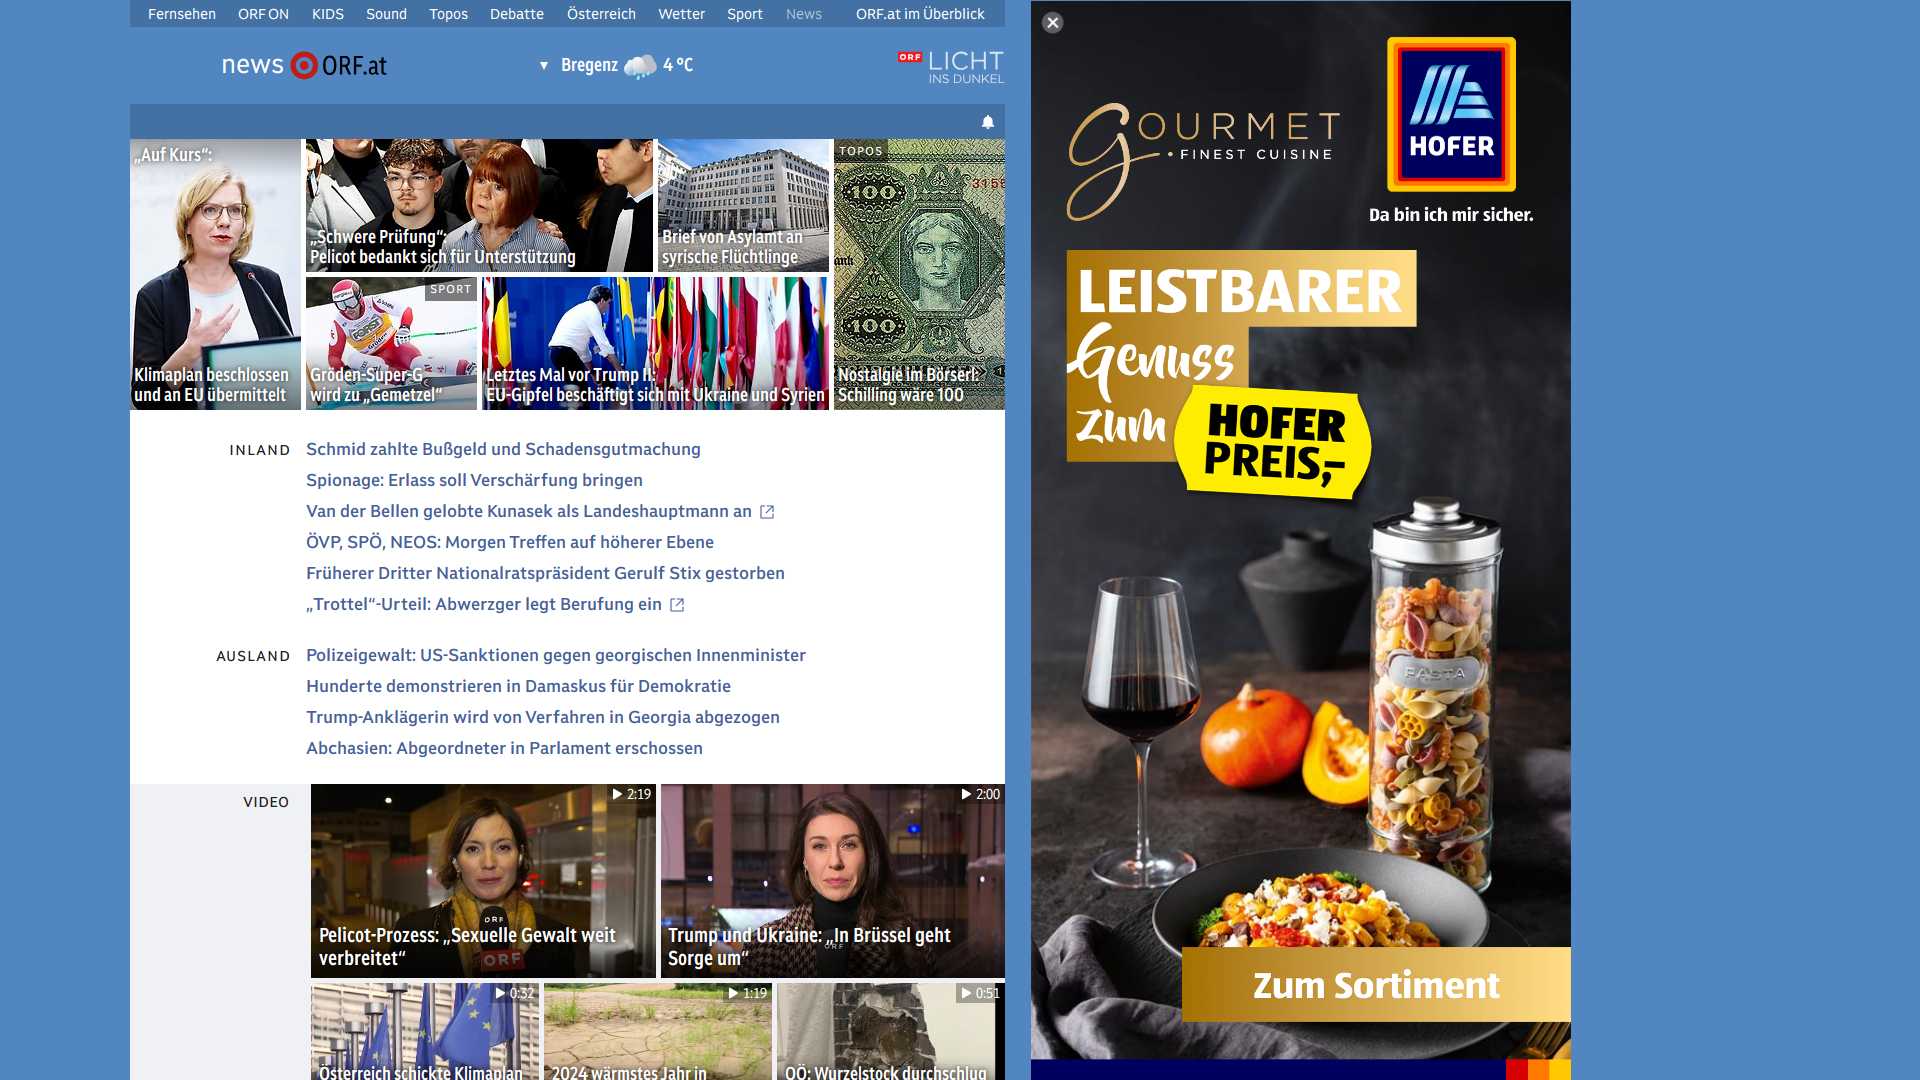 Fernsehen ORF ON KIDS Sound Topos Debatte Österreich Wetter Sport News ORF.at im Überblick
news ORF.at
Bregenz 4 °C
ORF LICHT
INS DUNKEL
„Auf Kurs“:
Klimaplan beschlossen
und an EU übermittelt
„Schwere Prüfung“:
Pelicot bedankt sich für Unterstützung
Brief von Asylamt an
syrische Flüchtlinge
TOPOS
100
100
Nostalgie im Börserl:
Schilling wäre 100
SPORT
Gröden-Super-G
wird zu „Gemetzel“
Letztes Mal vor Trump II:
EU-Gipfel beschäftigt sich mit Ukraine und Syrien
INLAND
Schmid zahlte Bußgeld und Schadensgutmachung
Spionage: Erlass soll Verschärfung bringen
Van der Bellen gelobte Kunasek als Landeshauptmann an
ÖVP, SPÖ, NEOS: Morgen Treffen auf höherer Ebene
Früherer Dritter Nationalratspräsident Gerulf Stix gestorben
„Trottel“-Urteil: Abwerzger legt Berufung ein
AUSLAND
Polizeigewalt: US-Sanktionen gegen georgischen Innenminister
Hunderte demonstrieren in Damaskus für Demokratie
Trump-Anklägerin wird von Verfahren in Georgia abgezogen
Abchasien: Abgeordneter in Parlament erschossen
VIDEO
2:19
ORF
ORF
Pelicot-Prozess: „Sexuelle Gewalt weit
verbreitet“
2:00
Trump und Ukraine: „In Brüssel geht
Sorge um“
ORF
0:32
Österreich schickte Klimaplan
1:19
2024 wärmstes Jahr in
0:51
OÖ: Wurzelstock durchschlug
GOURMET
FINEST CUISINE
HOFER
Da bin ich mir sicher.
LEISTBARER
Genuss
zum
HOFER
PREIS,-
PASTA
Zum Sortiment